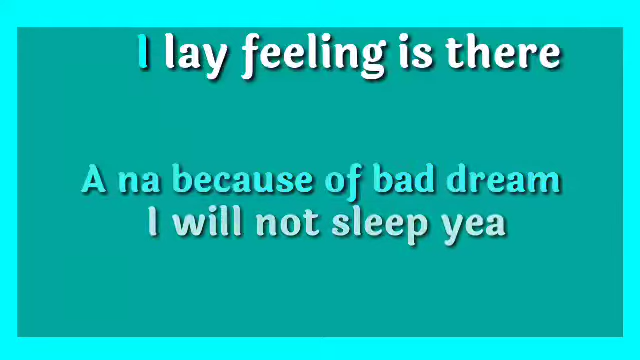 I lay feeling is there
A na because of bad dream
I will not sleep yea